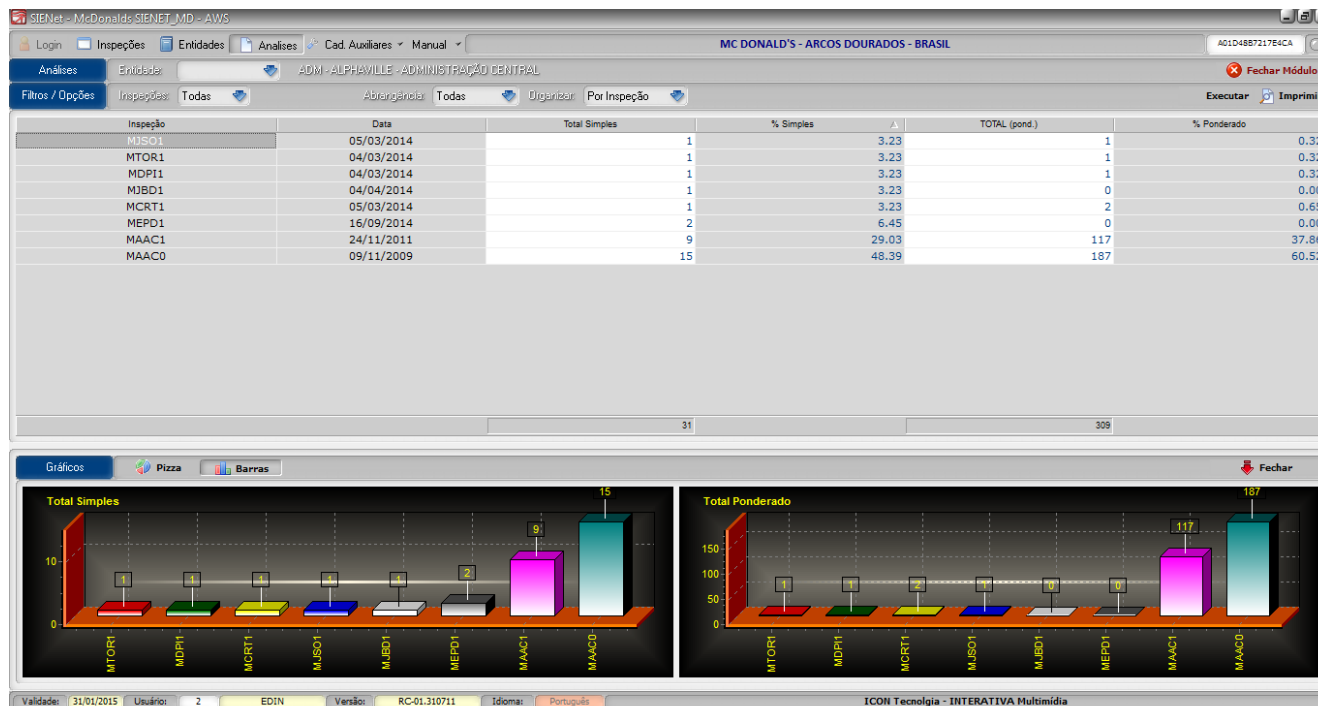 SIENet - McDonalds SIENET_MD - AWS
Login Inspeções Entidades Analises Cad. Auxiliares Manual MC DONALD'S - ARCOS DOURADOS - BRASIL A01D48B7217E4CA
Análises Entidade: ADM - ALPHAVILLE - ADMINISTRAÇÃO CENTRAL Fechar Módulo
Filtros / Opções Inspeções: Todas Abrangência: Todas Organizar: Por Inspeção Executar Imprimi
Inspeção Data Total Simples % Simples TOTAL (pond.) % Ponderado
MJSO1 05/03/2014 1 3.23 1 0.32
MTOR1 04/03/2014 1 3.23 1 0.32
MDPI1 04/03/2014 1 3.23 1 0.32
MJBD1 04/04/2014 1 3.23 0 0.00
MCRT1 05/03/2014 1 3.23 2 0.65
MEPD1 16/09/2014 2 6.45 0 0.00
MAAC1 24/11/2011 9 29.03 117 37.86
MAAC0 09/11/2009 15 48.39 187 60.52
31 309
Gráficos Pizza Barras Fechar
Total Simples
15
9
2
1 1 1 1 1
10
0
MTOR1 MDPI1 MCRT1 MJSO1 MJBD1 MEPD1 MAAC1 MAAC0
Total Ponderado
187
117
150
100
50
0
1 1 2 1 0 0
MTOR1 MDPI1 MCRT1 MJSO1 MJBD1 MEPD1 MAAC1 MAAC0
Validade: 31/01/2015 Usuário: 2 EDIN Versão: RC-01.310711 Idioma: Português ICON Tecnolgia - INTERATIVA Multimídia